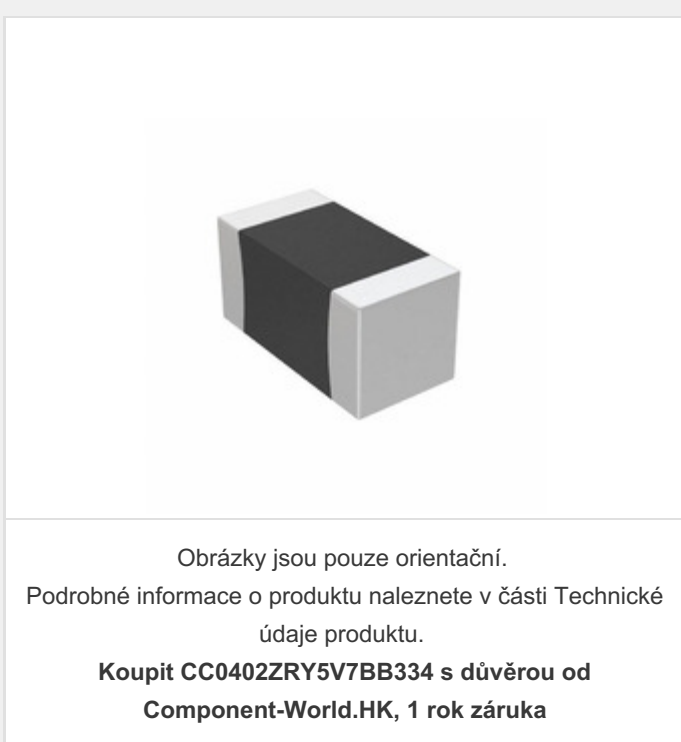 Obrázky jsou pouze orientační.
Podrobné informace o produktu naleznete v části Technické
údaje produktu.
Koupit CC0402ZRY5V7BB334 s důvěrou od
Component-World.HK, 1 rok záruka